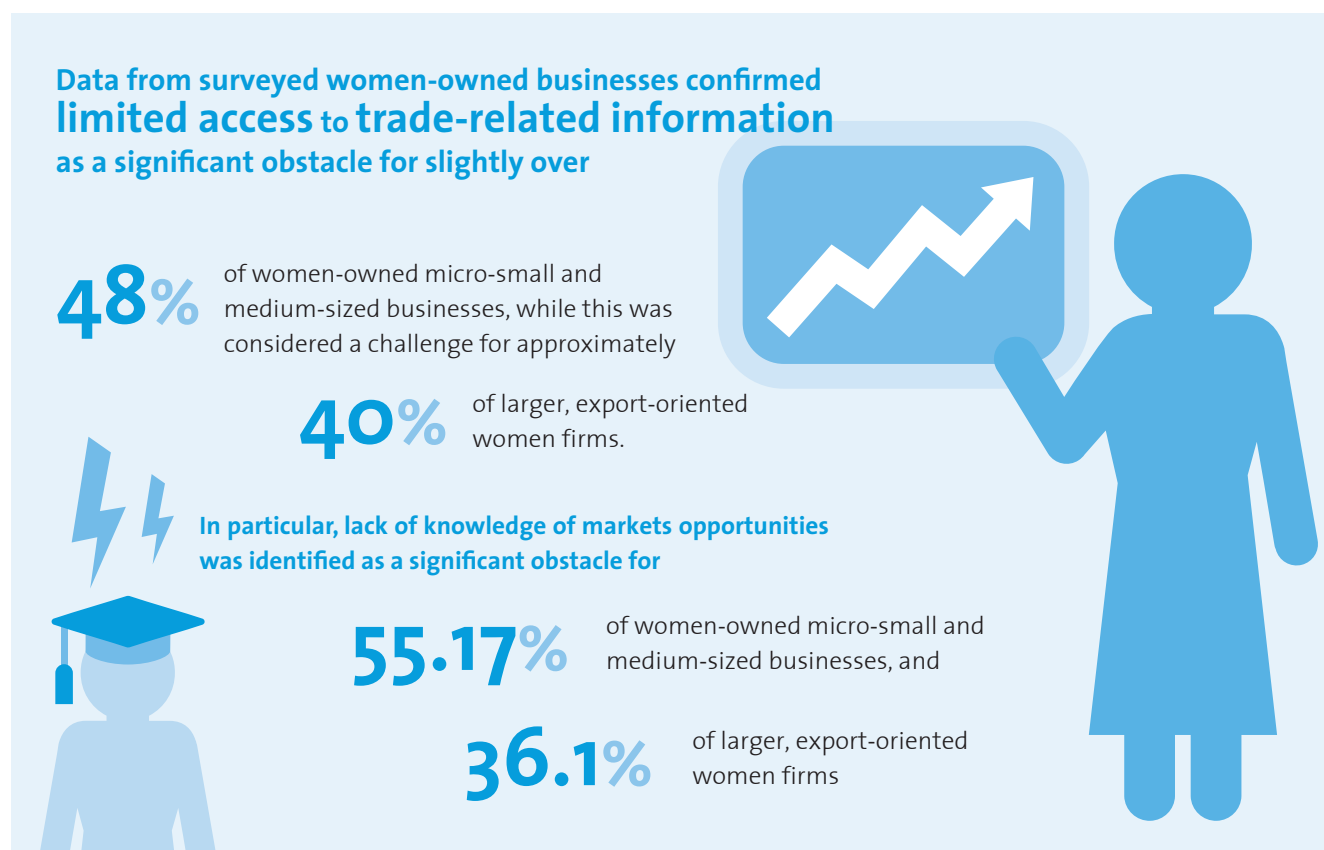 Data from surveyed women-owned businesses confirmed
limited access to trade-related information
as a significant obstacle for slightly over
48% of women-owned micro-small and
medium-sized businesses, while this was
considered a challenge for approximately
40% of larger, export-oriented
women firms.
In particular, lack of knowledge of markets opportunities
was identified as a significant obstacle for
55.17% of women-owned micro-small and
medium-sized businesses, and
36.1% of larger, export-oriented
women firms